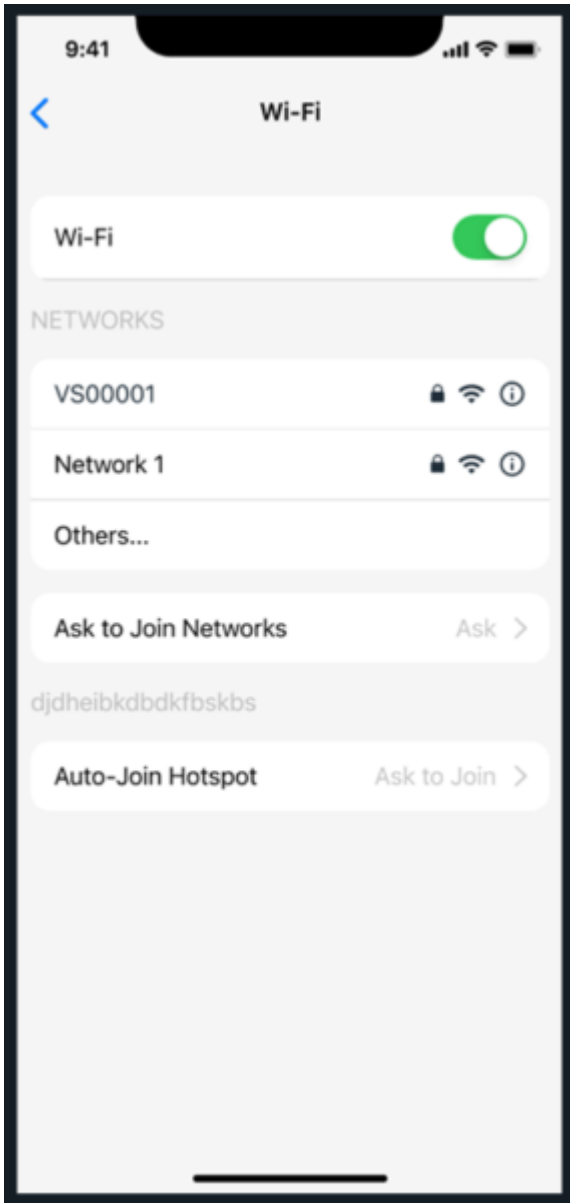 9:41
Wi-Fi
Wi-Fi
NETWORKS
VS00001
Network 1
Others...
Ask to Join Networks Ask
djdheibkdbdkfbskbs
Auto-Join Hotspot Ask to Join